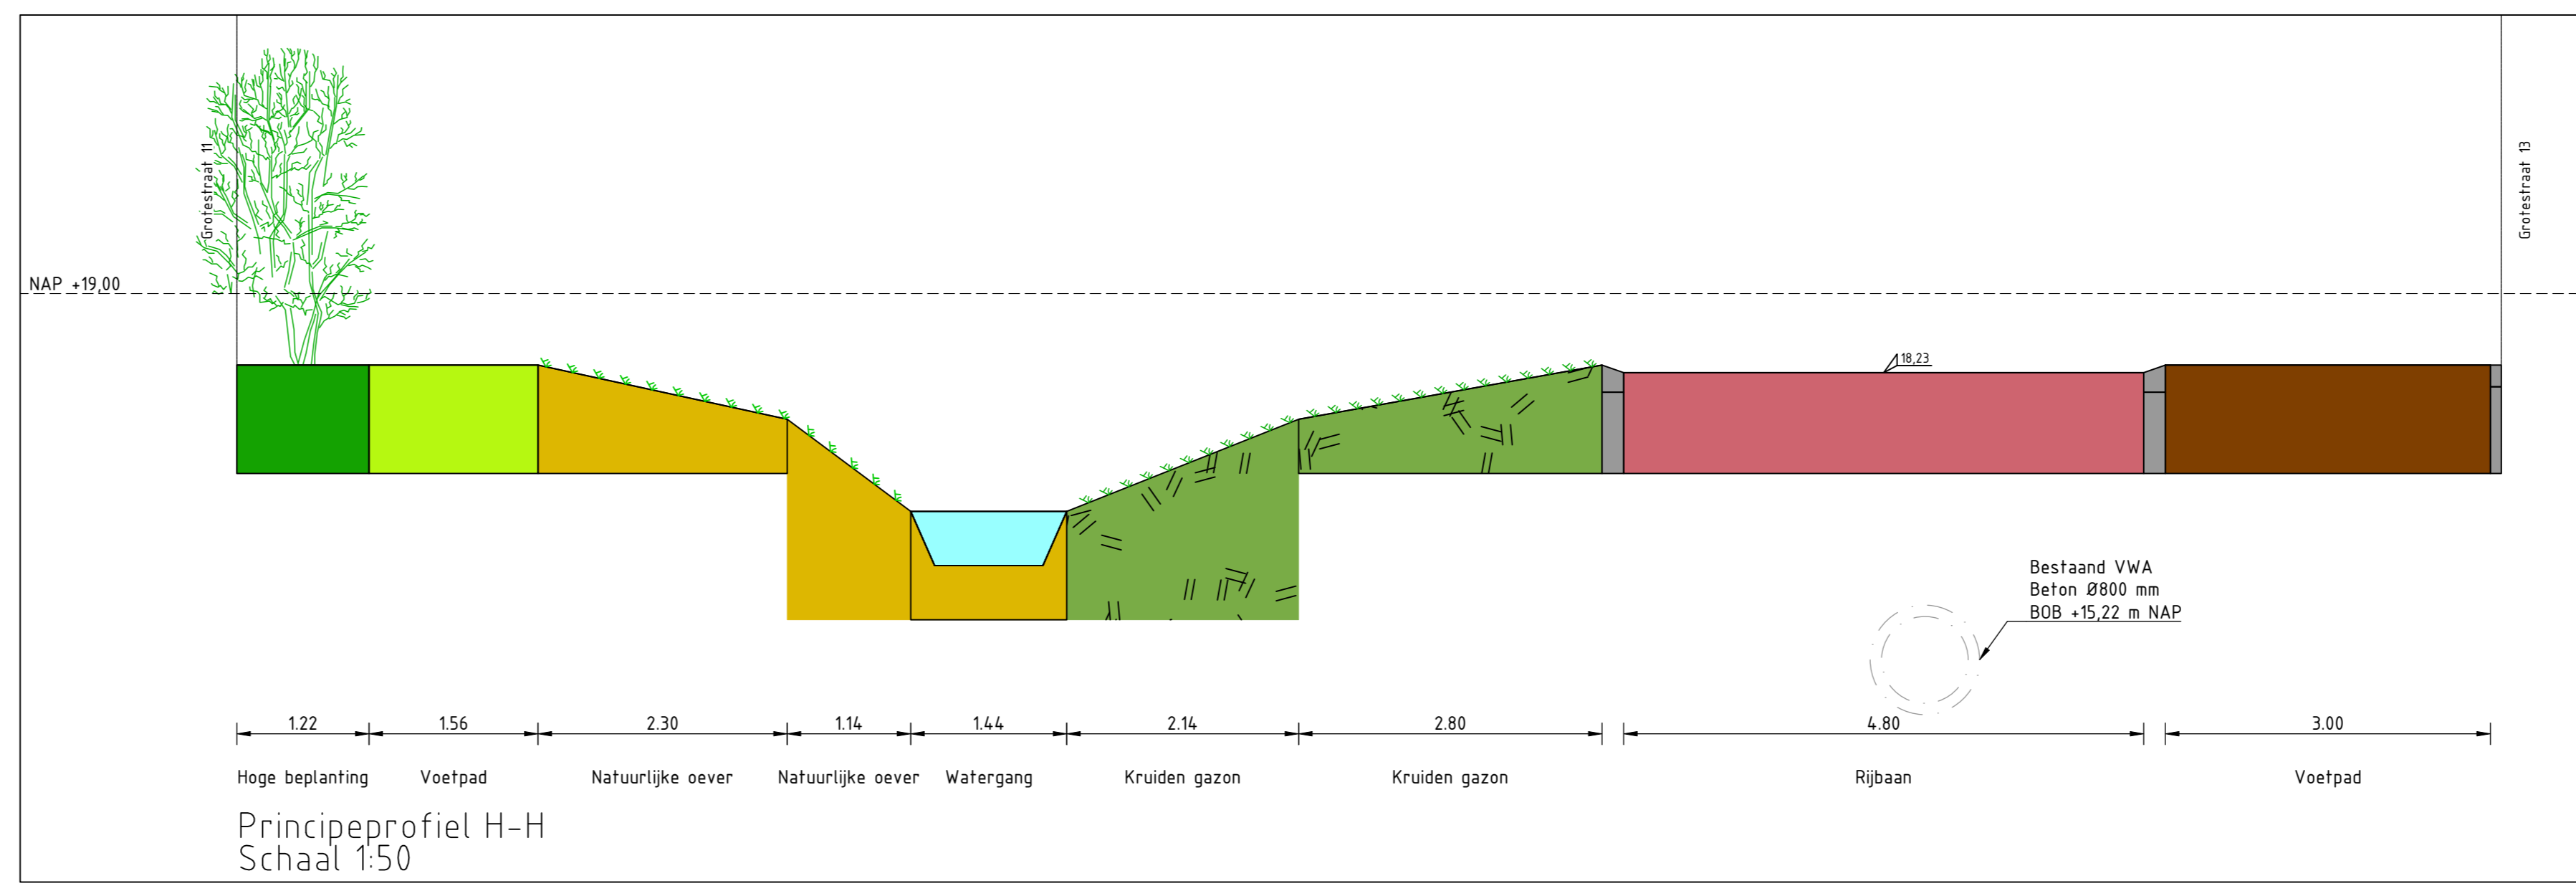 Grotestraat 11
Grotestraat 13
NAP +19,00
18,23
Bestaand VWA
Beton Ø800 mm
BOB +15,22 m NAP
1.22 1.56 2.30 1.14 1.44 2.14 2.80 4.80 3.00
Hoge beplanting Voetpad Natuurlijke oever Natuurlijke oever Watergang Kruiden gazon Kruiden gazon Rijbaan Voetpad
Principeprofiel H-H
Schaal 1:50